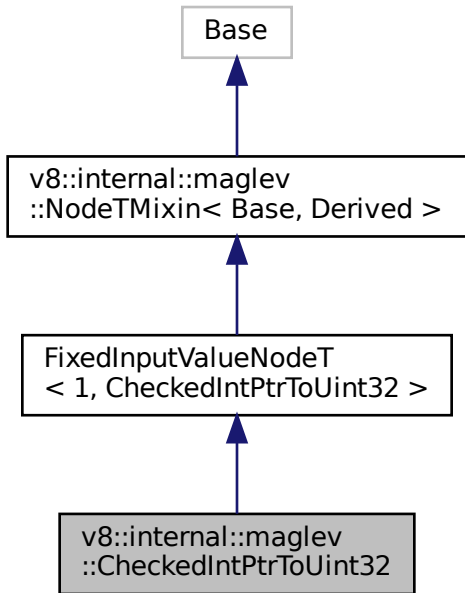 Base
v8::internal::maglev
::NodeTMixin< Base, Derived >
FixedInputValueNodeT
< 1, CheckedIntPtrToUint32 >
v8::internal::maglev
::CheckedIntPtrToUint32